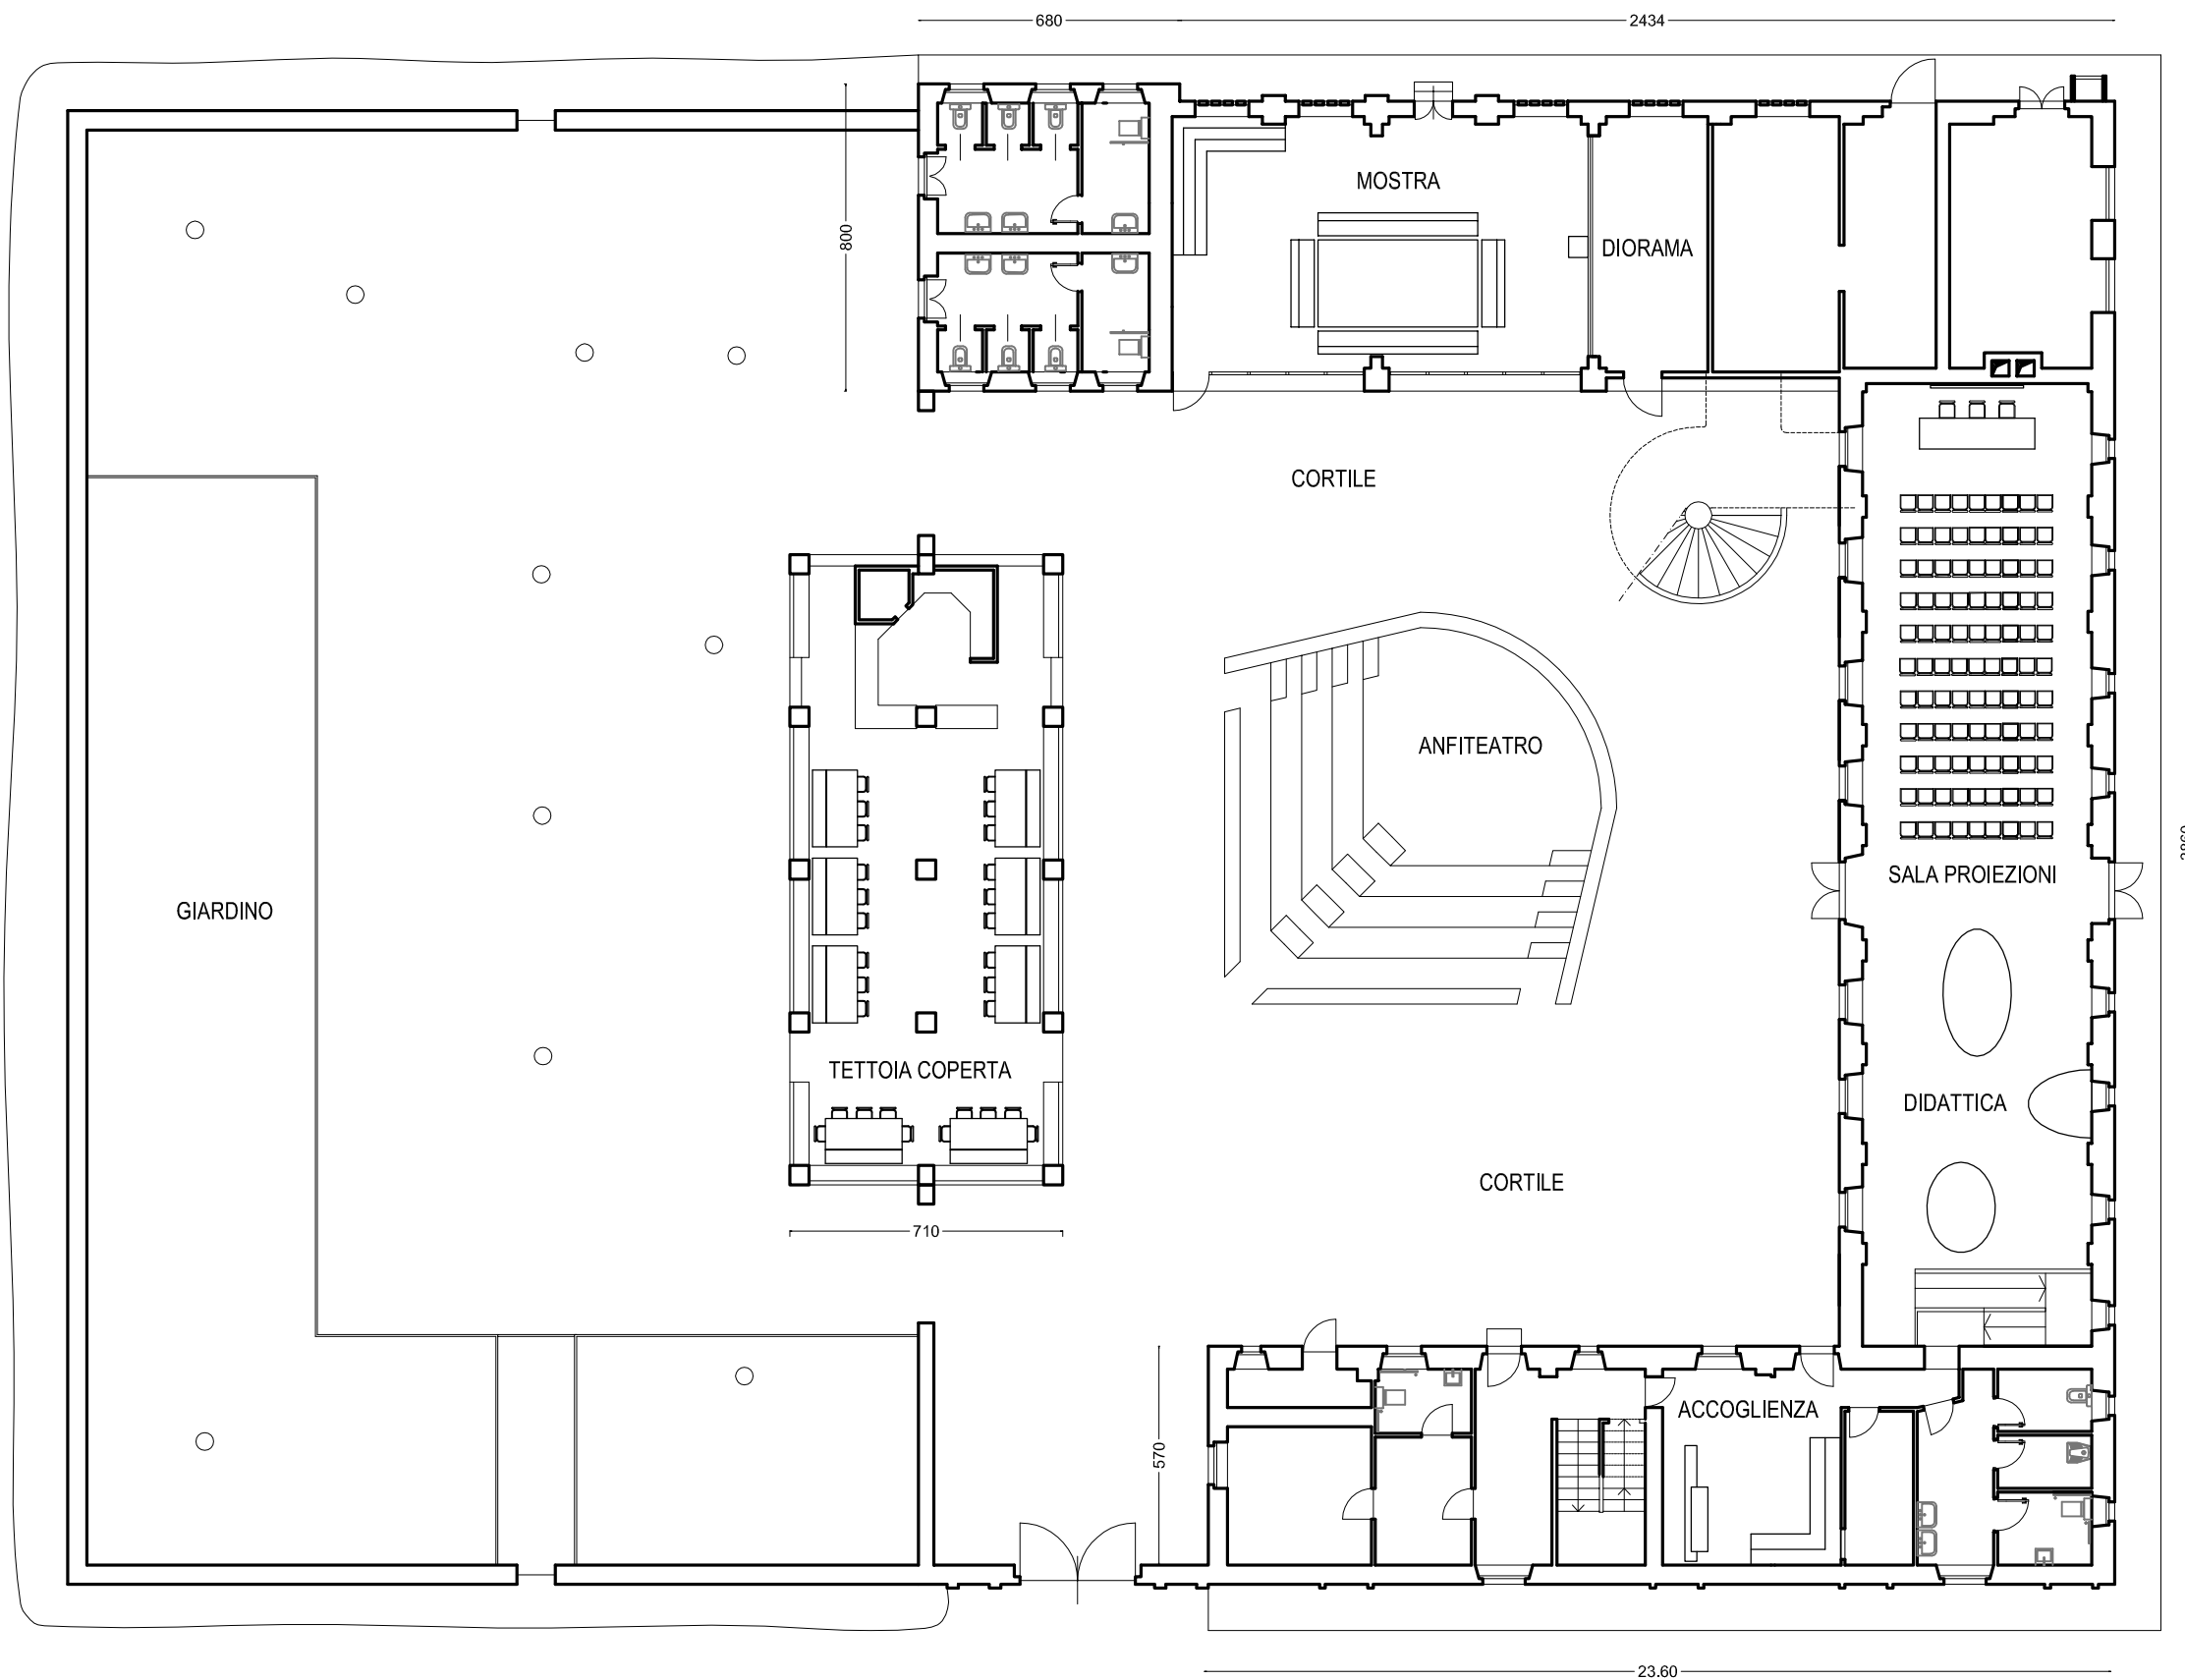 680
2434
MOSTRA
800
DIORAMA
CORTILE
ANFITEATRO
SALA PROIEZIONI
GIARDINO
TETTOIA COPERTA
DIDATTICA
CORTILE
710
ACCOGLIENZA
570
23.60